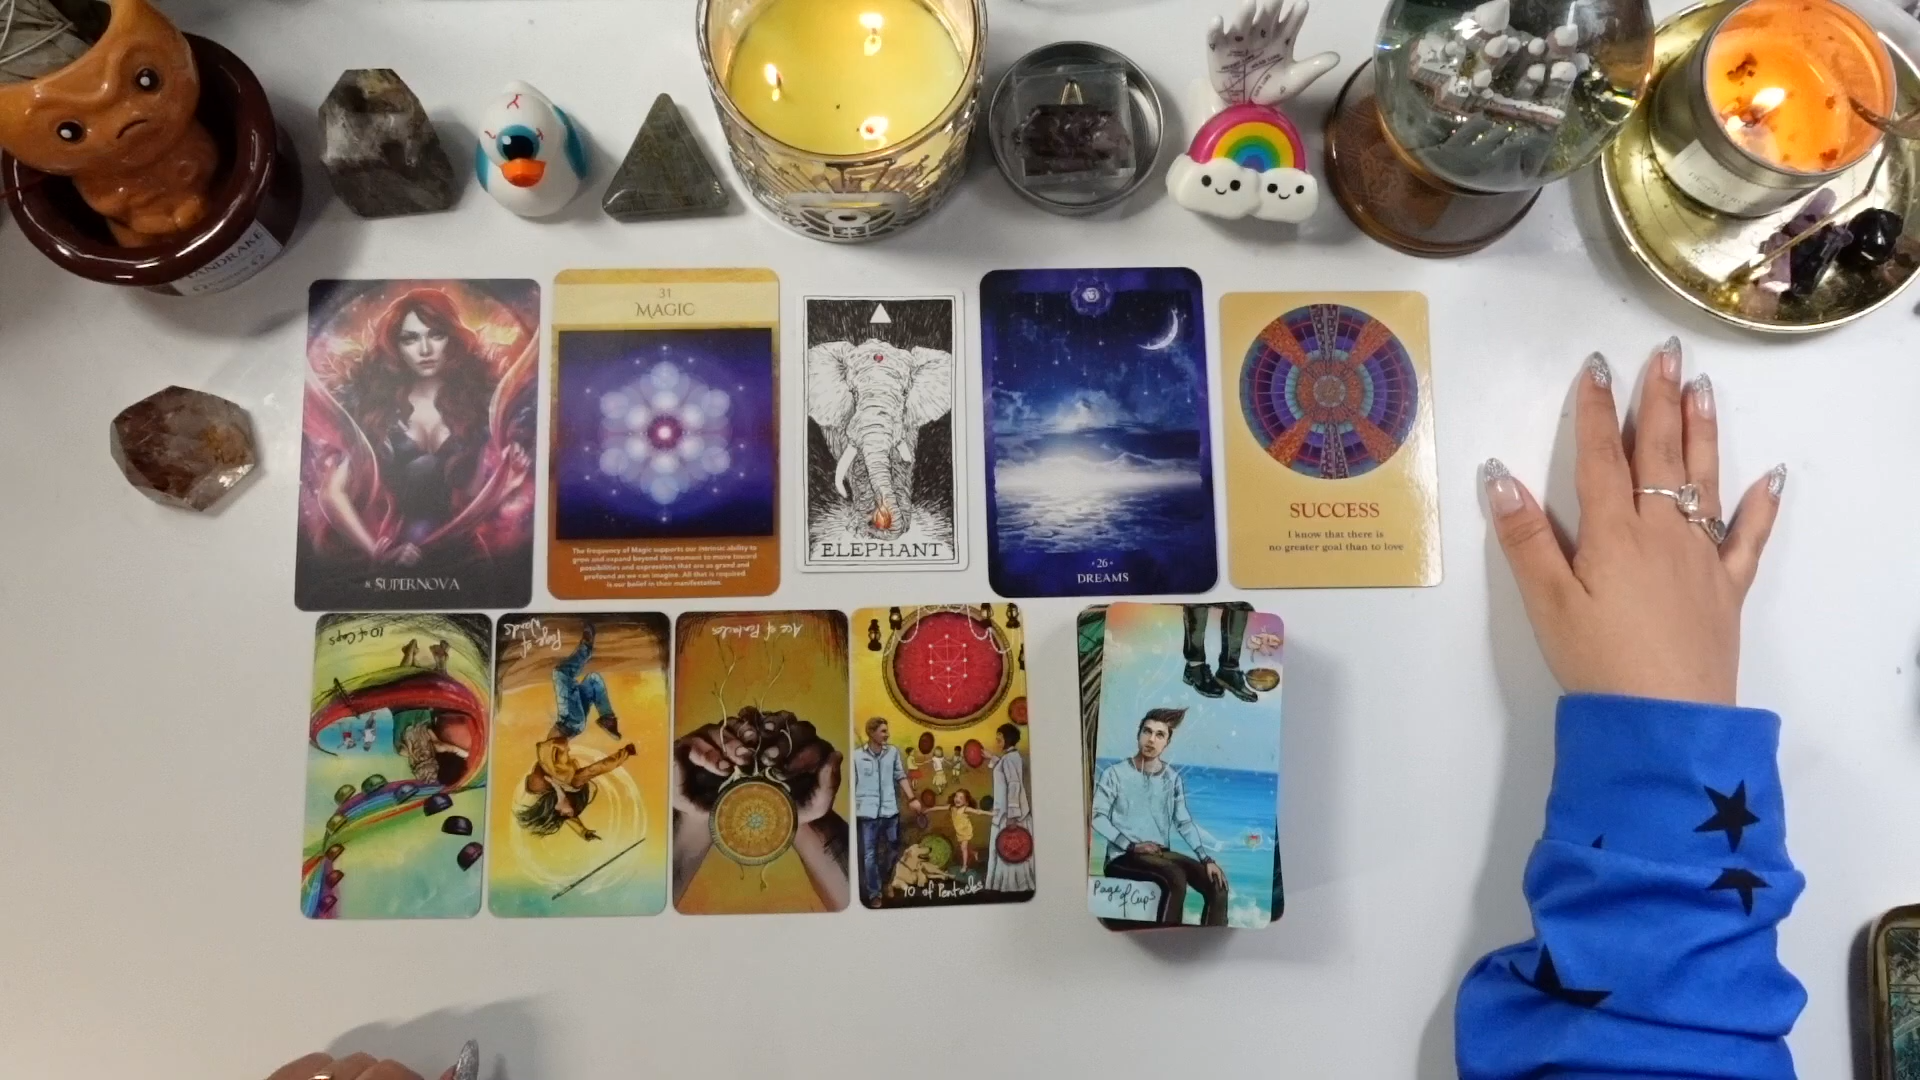 MANDRAKE
31
MAGIC
The frequency of Magic supports our intrinsic ability to
grow and expand beyond this moment to move toward
possibilities and expressions that are as grand and
profound as we can imagine. All that is required
is our belief in their manifestation.
8 SUPERNOVA
ELEPHANT
·26·
DREAMS
SUCCESS
I know that there is
no greater goal than to love
10 of Cups
Page of
Wands
Ace of Pentacles
10 of Pentacles
Page
of
Cups